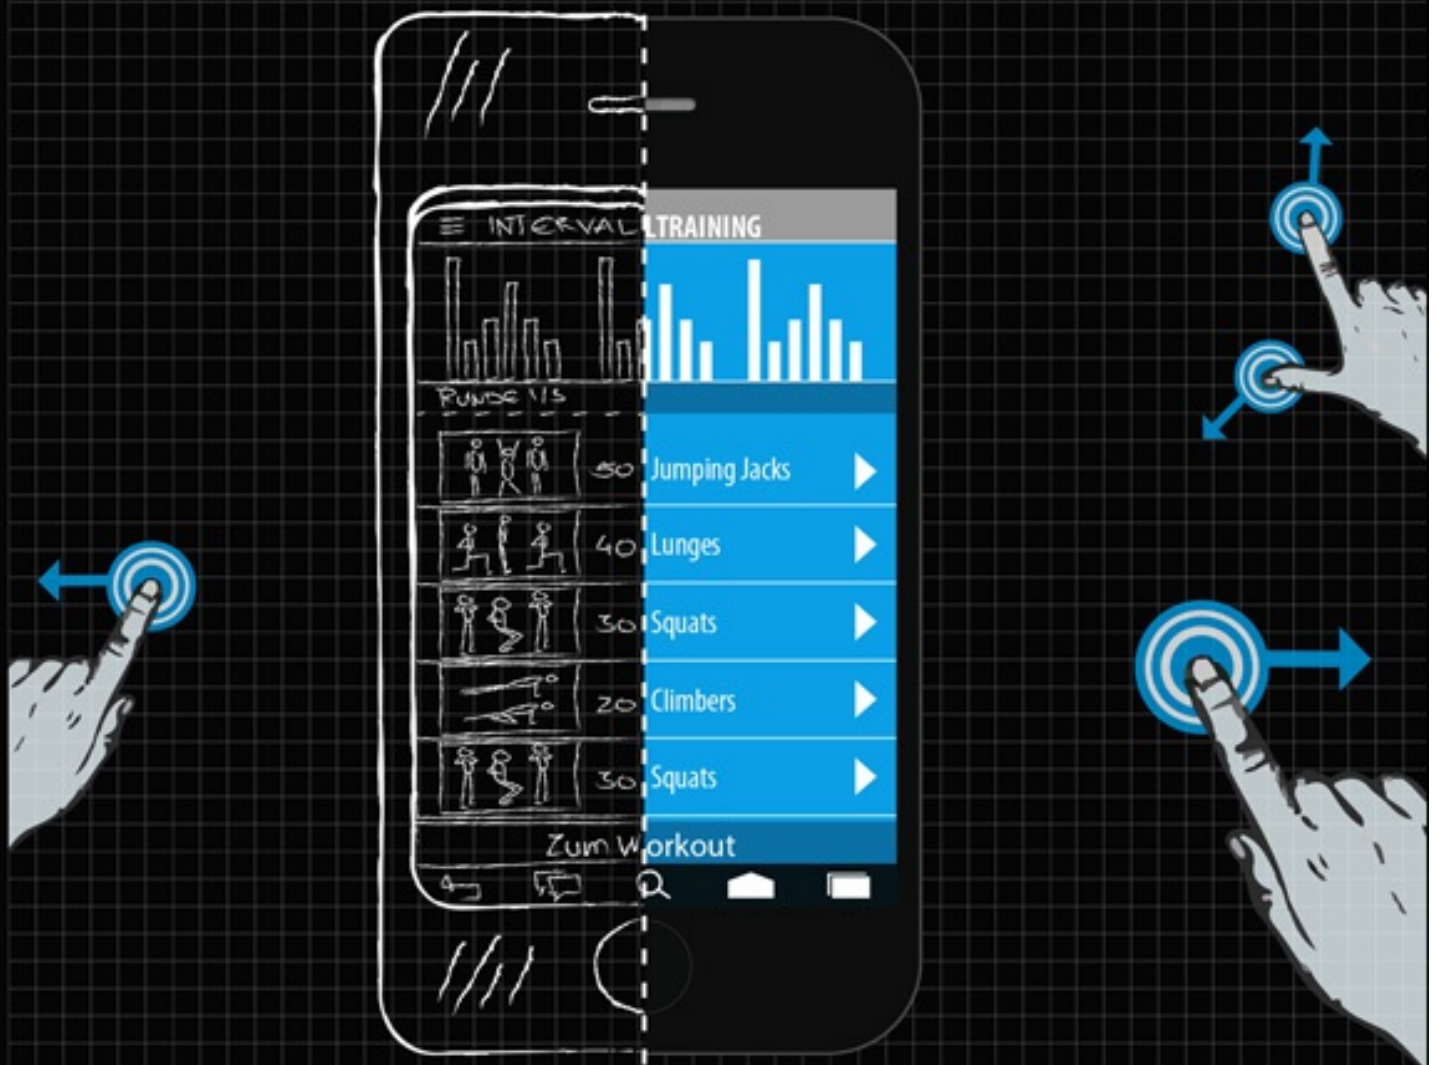 INTERVALLTRAINING
RUNDE 1/5
50 Jumping Jacks
40 Lunges
30 Squats
20 Climbers
30 Squats
Zum Workout